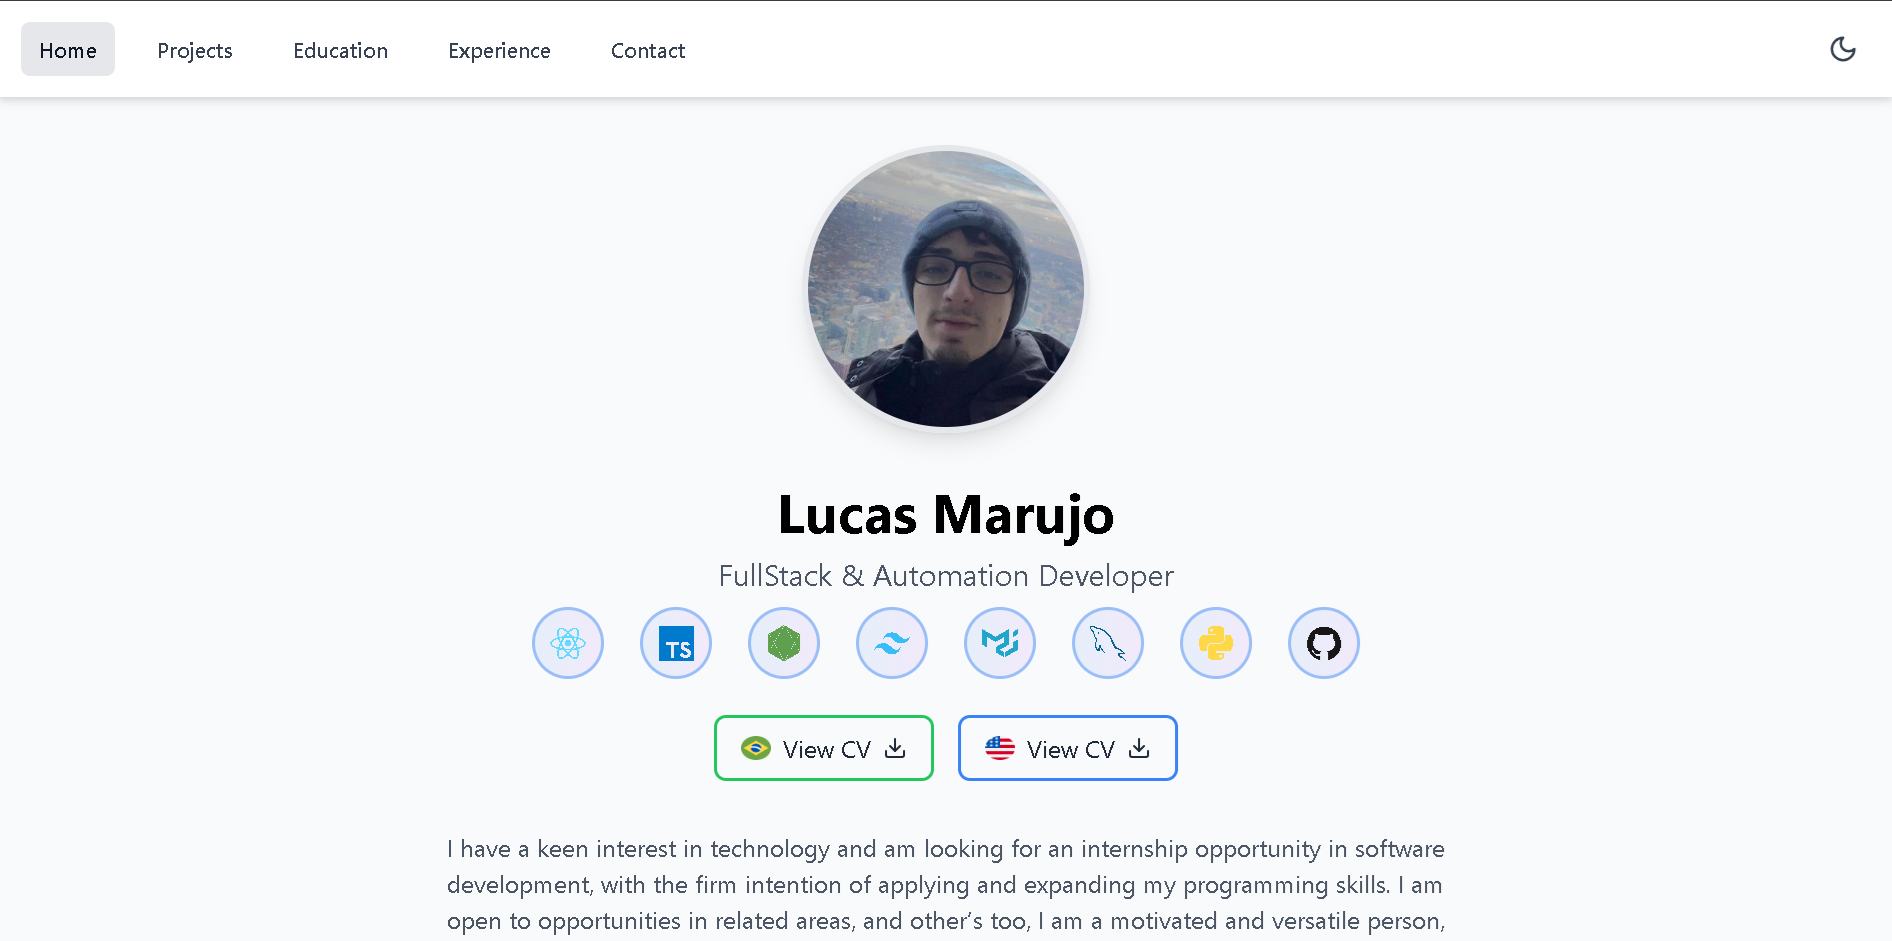 Home Projects Education Experience Contact
Lucas Marujo
FullStack & Automation Developer
TS
View CV View CV
I have a keen interest in technology and am looking for an internship opportunity in software
development, with the firm intention of applying and expanding my programming skills. I am
open to opportunities in related areas, and other's too, I am a motivated and versatile person,